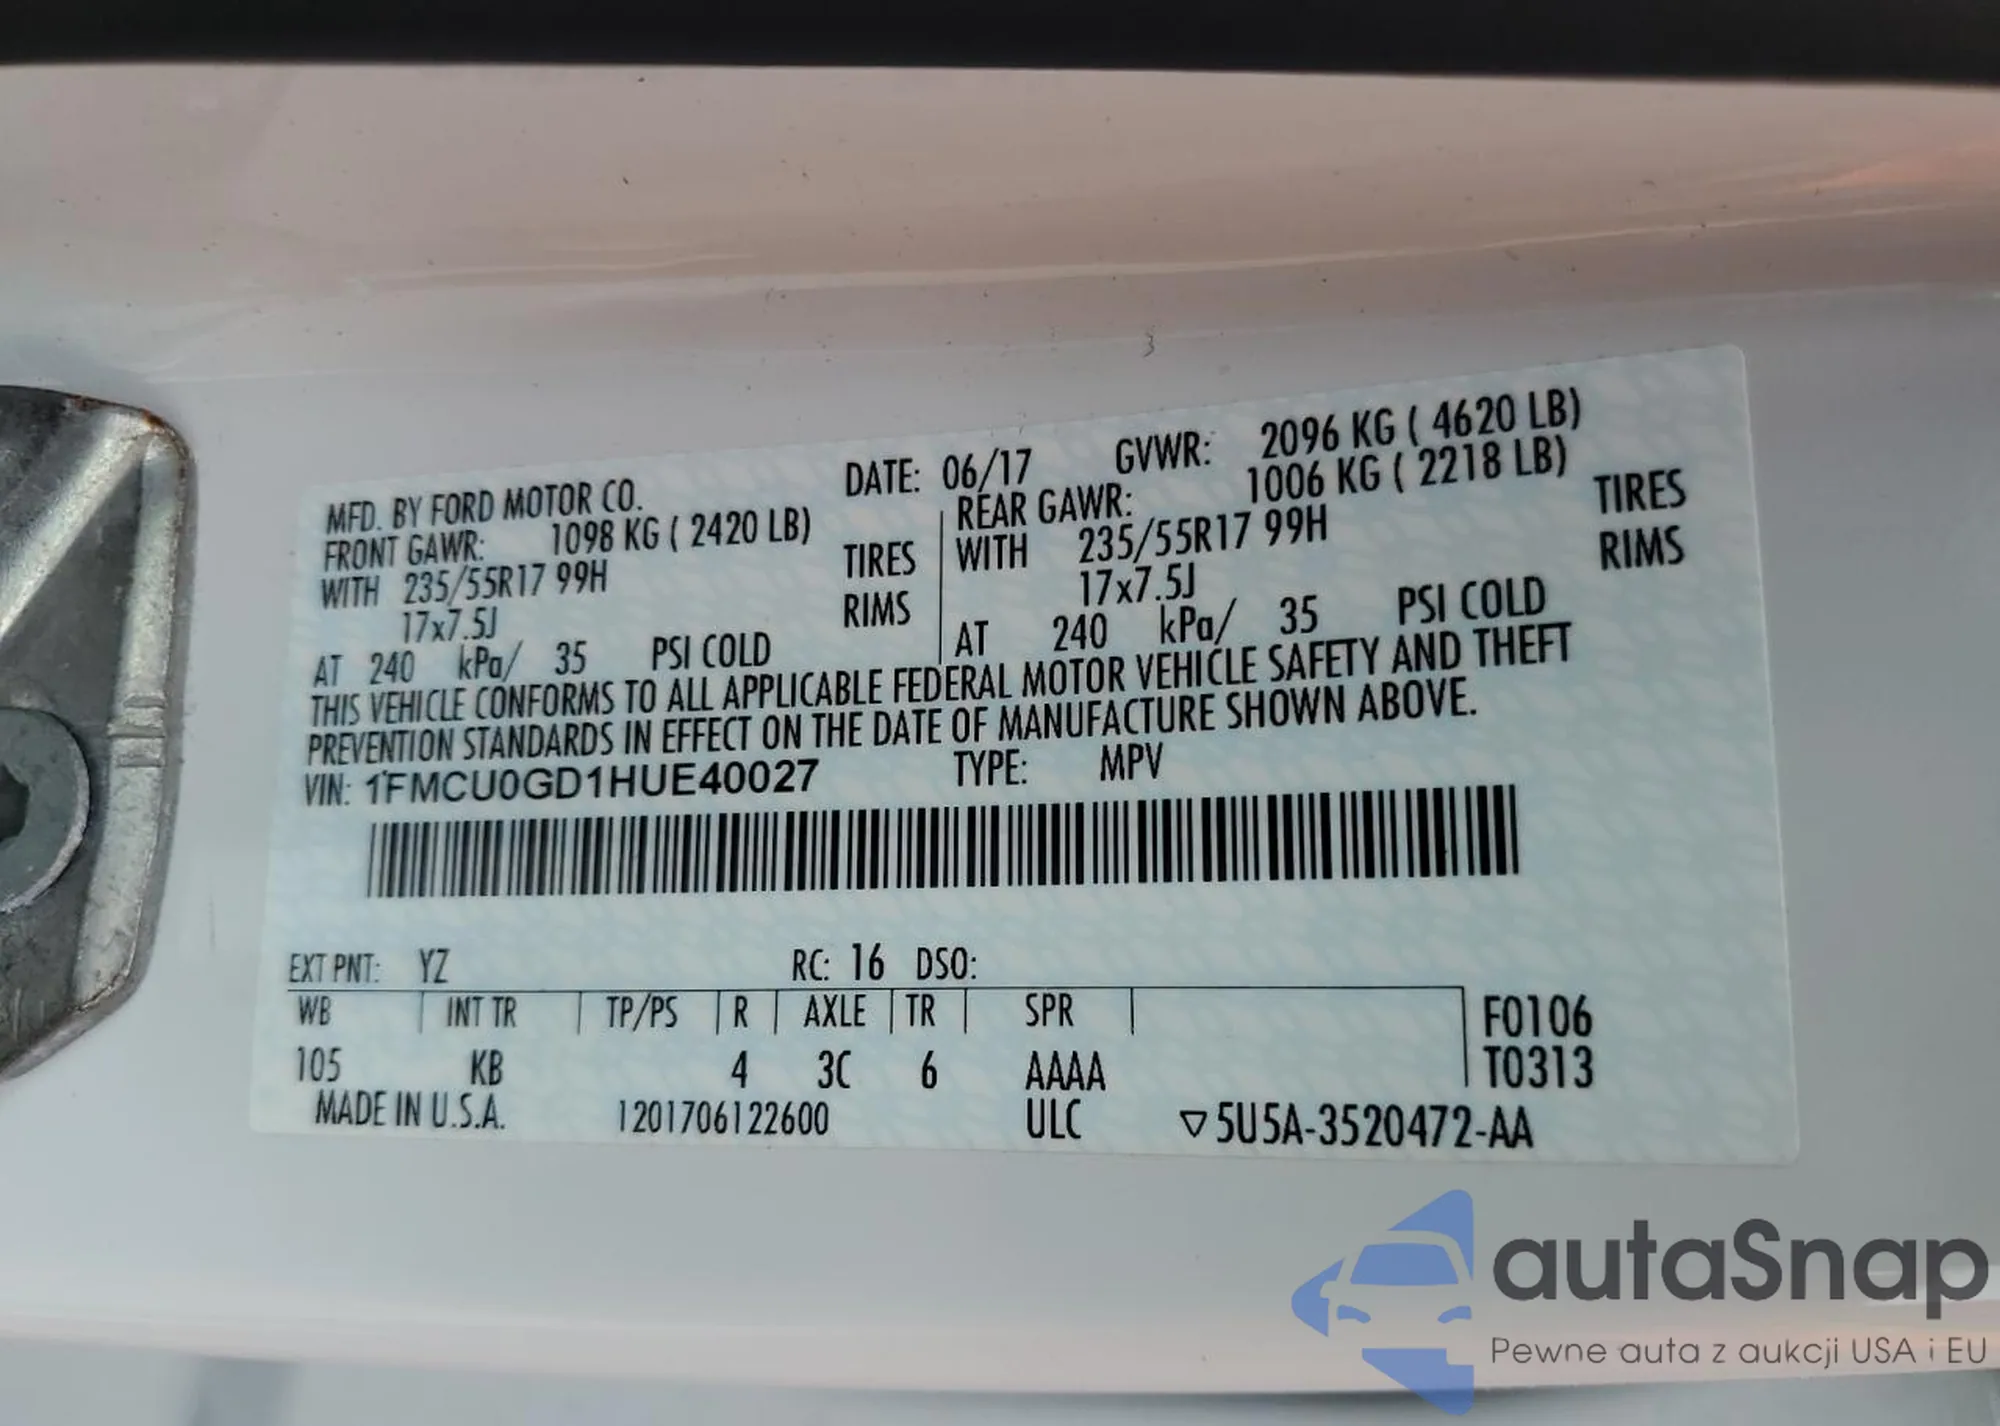 MFD. BY FORD MOTOR CO. DATE: 06/17 GVWR: 2096 KG ( 4620 LB)
FRONT GAWR: 1098 KG ( 2420 LB) REAR GAWR: 1006 KG ( 2218 LB)
WITH 235/55R17 99H TIRES WITH 235/55R17 99H TIRES
17x7.5J RIMS 17x7.5J RIMS
AT 240 kPa/ 35 PSI COLD AT 240 kPa/ 35 PSI COLD
THIS VEHICLE CONFORMS TO ALL APPLICABLE FEDERAL MOTOR VEHICLE SAFETY AND THEFT
PREVENTION STANDARDS IN EFFECT ON THE DATE OF MANUFACTURE SHOWN ABOVE.
VIN: 1FMCU0GD1HUE40027 TYPE: MPV
EXT PNT: YZ RC: 16 DSO:
WB INT TR TP/PS R AXLE TR SPR F0106
105 KB 4 3C 6 AAAA T0313
MADE IN U.S.A. 1201706122600 ULC ▽5U5A-3520472-AA
autaSnap
Pewne auta z aukcji USA i EU